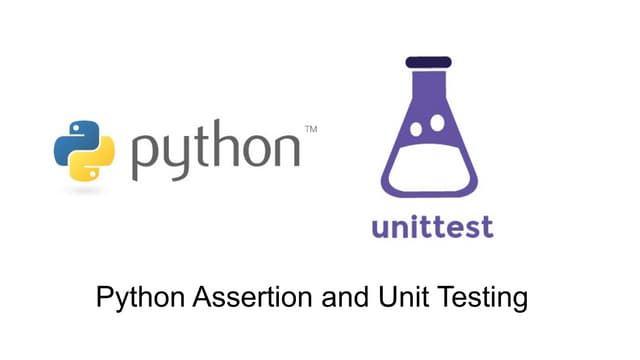 python™
unittest
Python Assertion and Unit Testing